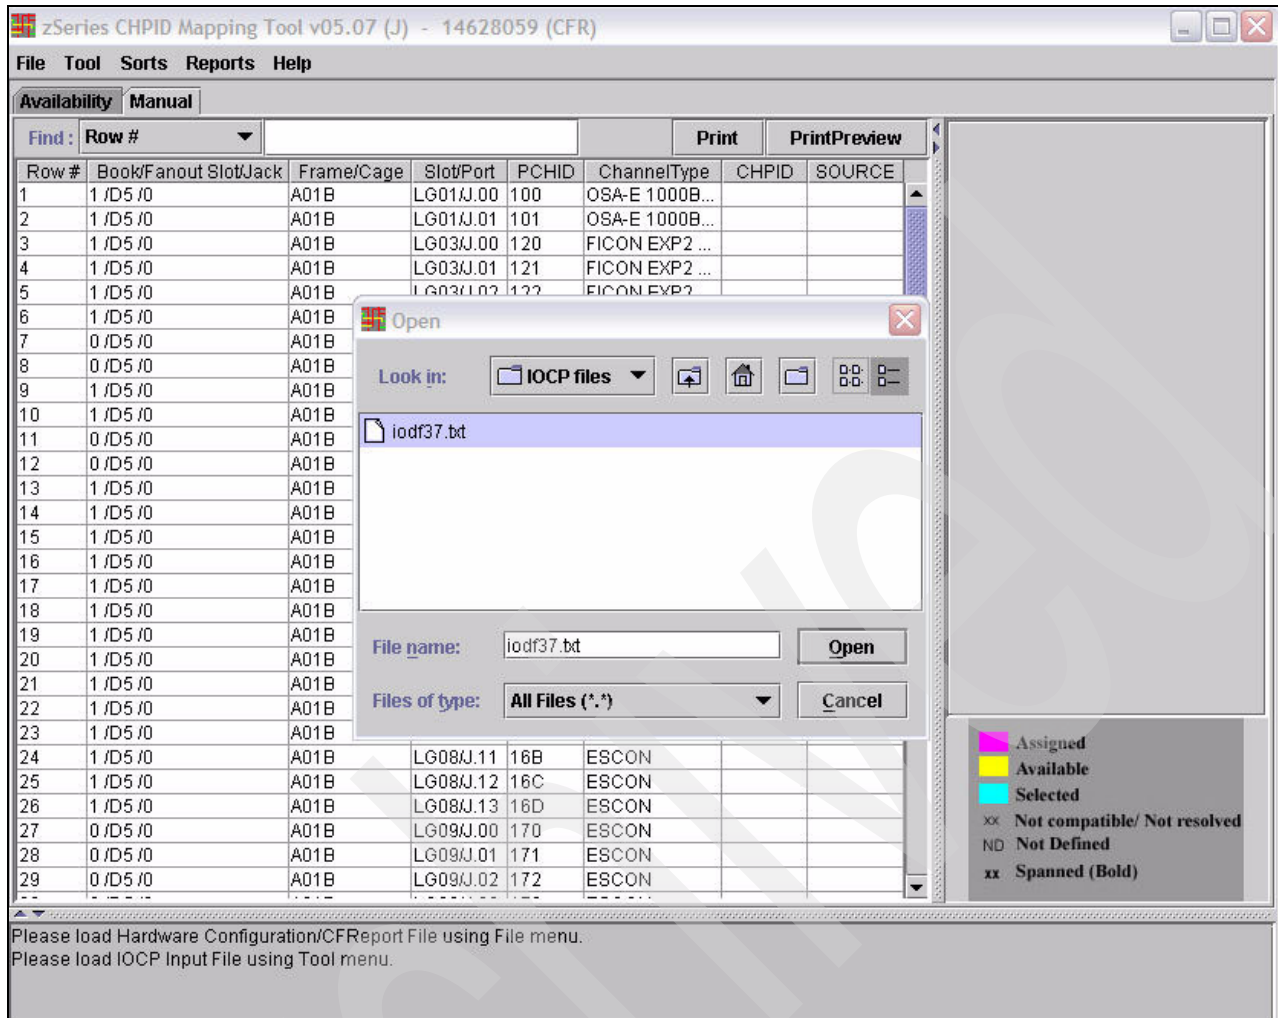 zSeries CHPID Mapping Tool v05.07 (J) - 14628059 (CFR)
File Tool Sorts Reports Help
Availability Manual
Find : Row # Print PrintPreview
Row # Book/Fanout Slot/Jack Frame/Cage Slot/Port PCHID ChannelType CHPID SOURCE
1 1 /D5 /0 A01B LG01/J.00 100 OSA-E 1000B...
2 1 /D5 /0 A01B LG01/J.01 101 OSA-E 1000B...
3 1 /D5 /0 A01B LG03/J.00 120 FICON EXP2 ...
4 1 /D5 /0 A01B LG03/J.01 121 FICON EXP2 ...
5 1 /D5 /0 A01B LG03/J.02 122 FICON EXP2
6 1 /D5 /0 A01B
7 0 /D5 /0 A01B
8 0 /D5 /0 A01B
9 1 /D5 /0 A01B
10 1 /D5 /0 A01B
11 0 /D5 /0 A01B
12 0 /D5 /0 A01B
13 1 /D5 /0 A01B
14 1 /D5 /0 A01B
15 1 /D5 /0 A01B
16 1 /D5 /0 A01B
17 1 /D5 /0 A01B
18 1 /D5 /0 A01B
19 1 /D5 /0 A01B
20 1 /D5 /0 A01B
21 1 /D5 /0 A01B
22 1 /D5 /0 A01B
23 1 /D5 /0 A01B
24 1 /D5 /0 A01B LG08/J.11 16B ESCON
25 1 /D5 /0 A01B LG08/J.12 16C ESCON
26 1 /D5 /0 A01B LG08/J.13 16D ESCON
27 0 /D5 /0 A01B LG09/J.00 170 ESCON
28 0 /D5 /0 A01B LG09/J.01 171 ESCON
29 0 /D5 /0 A01B LG09/J.02 172 ESCON
Open
Look in: IOCP files
iodf37.txt
File name: iodf37.txt Open
Files of type: All Files (*.*) Cancel
Assigned
Available
Selected
xx Not compatible/ Not resolved
ND Not Defined
xx Spanned (Bold)
Please load Hardware Configuration/CFReport File using File menu.
Please load IOCP Input File using Tool menu.